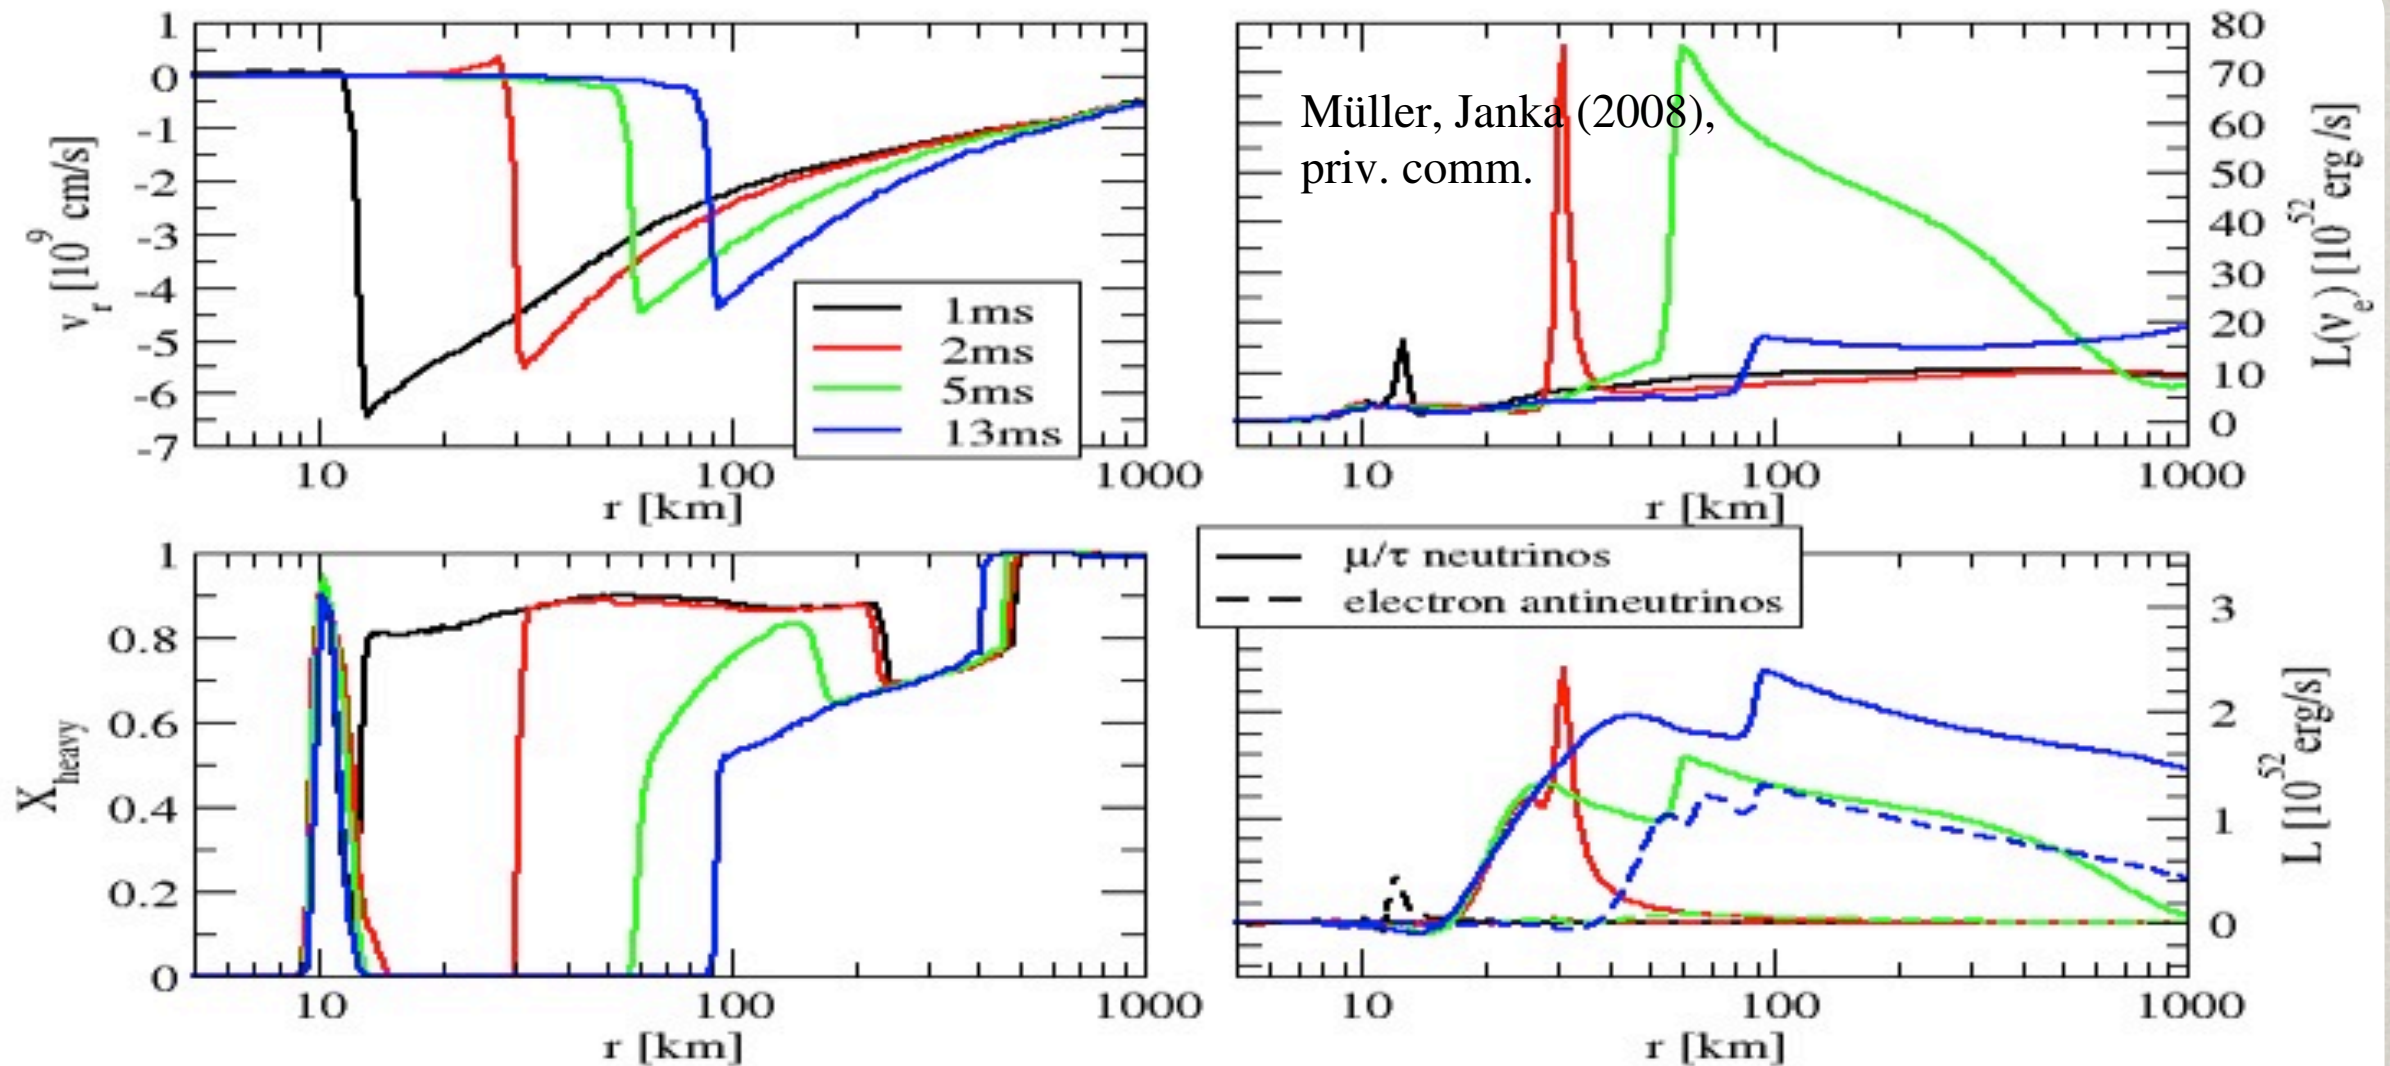 1
0
-1
-2
-3
-4
-5
-6
-7
v_r [10^9 cm/s]
10 100 1000
r [km]
1ms
2ms
5ms
13ms
Müller, Janka (2008),
priv. comm.
80
70
60
50
40
30
20
10
0
L(ν_e) [10^52 erg/s]
10 100 1000
r [km]
1
0.8
0.6
0.4
0.2
0
X_heavy
10 100 1000
r [km]
μ/τ neutrinos
electron antineutrinos
3
2
1
0
L [10^52 erg/s]
10 100 1000
r [km]